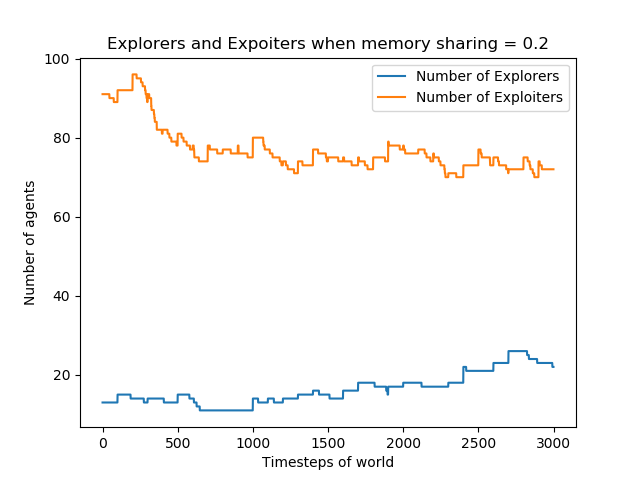 Explorers and Expoiters when memory sharing = 0.2
Number of Explorers
Number of Exploiters
100
80
60
40
20
Number of agents
0 500 1000 1500 2000 2500 3000
Timesteps of world